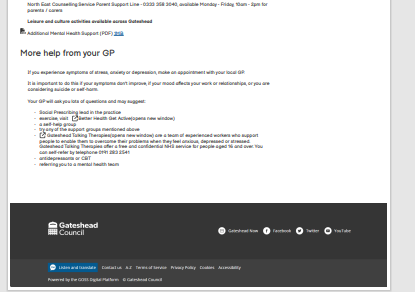 North East Counselling Service Parent Support Line - 0333 358 2040, available Monday - Friday, 10am - 2pm for
parents / carers
Leisure and culture activities available across Gateshead
Additional Mental Health Support (PDF)
More help from your GP
If you experience symptoms of stress, anxiety or depression, make an appointment with your local GP.
It is important to do this if your symptoms don't improve, if your mood affects your work or relationships, or you are
considering suicide or self-harm.
Your GP will ask you lots of questions and may suggest:
- Social Prescribing lead in the practice
- exercise, visit Better Health Get Active(opens new window)
- a self-help group
- try any of the support groups mentioned above
- Gateshead Talking Therapies(opens new window) are a team of experienced workers who support
people to enable them to overcome their problems when they feel anxious, depressed or stressed.
Gateshead Talking Therapies offer a free and confidential NHS service for people aged 16 and over. You
can self-refer by telephone 0191 283 2541
- antidepressants or CBT
- referring you to a mental health team
Gateshead
Council
Gateshead Now Facebook Twitter YouTube
Listen and translate Contact us A-Z Terms of Service Privacy Policy Cookies Accessibility
Powered by the GOSS Digital Platform © Gateshead Council